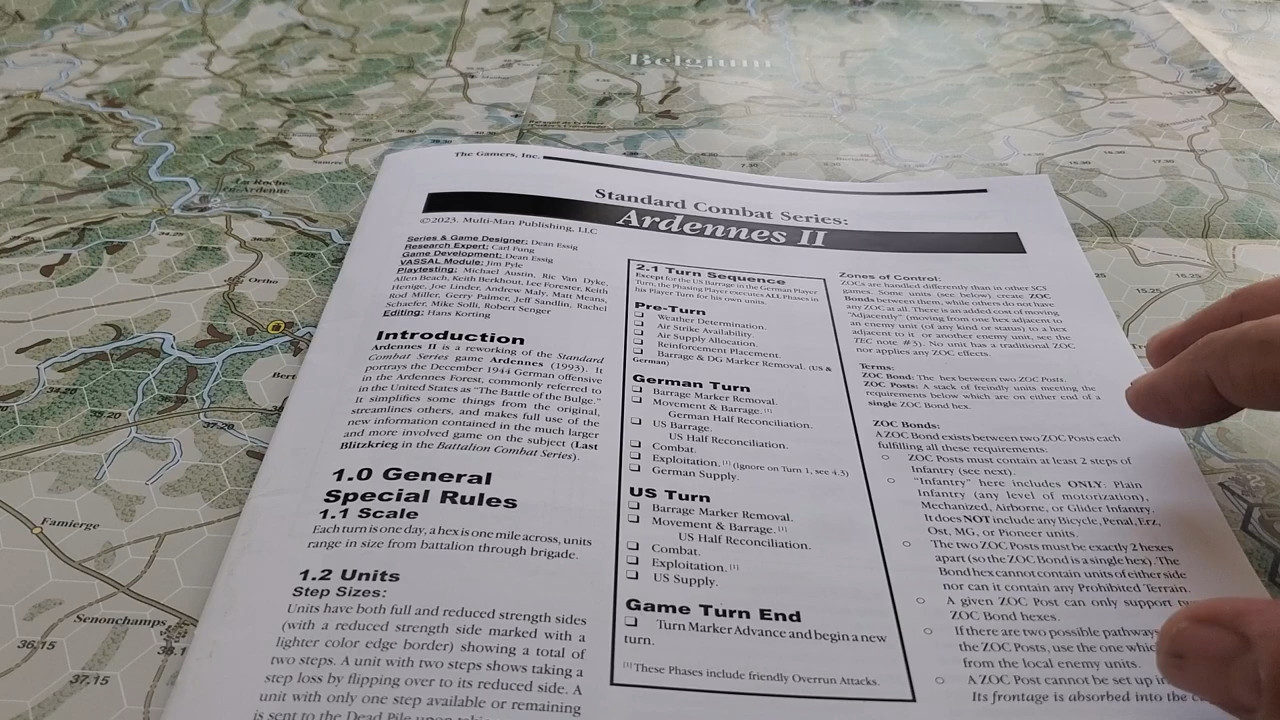 Belgium
La Roche-
en-Ardenne
Ortho
Famierge
Senonchamps
36.15
37.15
37.20
36.20
15.25
16.25
16.30
17.30
The Gamers, Inc.
Standard Combat Series:
Ardennes II
©2023. Multi-Man Publishing, LLC
Series & Game Designer: Dean Essig
Research Expert: Carl Fung
Game Development: Dean Essig
VASSAL Module: Jim Pyle
Playtesting: Michael Austin, Ric Van Dyke,
Allen Beach, Keith Berkhout, Lee Forester, Keith
Henige, Joe Linder, Andrew Maly, Matt Means,
Rod Miller, Gerry Palmer, Jeff Sandlin, Rachel
Schaefer, Mike Solli, Robert Senger
Editing: Hans Korting
Introduction
Ardennes II is a reworking of the Standard
Combat Series game Ardennes (1993). It
portrays the December 1944 German offensive
in the Ardennes Forest, commonly referred to
in the United States as "The Battle of the Bulge."
It simplifies some things from the original,
streamlines others, and makes full use of the
new information contained in the much larger
and more involved game on the subject (Last
Blitzkrieg in the Battalion Combat Series).
1.0 General
Special Rules
1.1 Scale
Each turn is one day, a hex is one mile across, units
range in size from battalion through brigade.
1.2 Units
Step Sizes:
Units have both full and reduced strength sides
(with a reduced strength side marked with a
lighter color edge border) showing a total of
two steps. A unit with two steps shows taking a
step loss by flipping over to its reduced side. A
unit with only one step available or remaining
is sent to the Dead Pile upon
2.1 Turn Sequence
Except for the US Barrage in the German Player
Turn, the Phasing Player executes ALL Phases in
his Player Turn for his own units.
Pre-Turn
❑ Weather Determination.
❑ Air Strike Availability.
❑ Air Supply Allocation.
❑ Reinforcement Placement.
❑ Barrage & DG Marker Removal. (US &
German)
German Turn
❑ Barrage Marker Removal.
❑ Movement & Barrage. [1]
German Half Reconciliation.
❑ US Barrage.
US Half Reconciliation.
❑ Combat.
❑ Exploitation. [1] (Ignore on Turn 1, see 4.3)
❑ German Supply.
US Turn
❑ Barrage Marker Removal.
❑ Movement & Barrage. [1]
US Half Reconciliation.
❑ Combat.
❑ Exploitation. [1]
❑ US Supply.
Game Turn End
❑ Turn Marker Advance and begin a new
turn.
[1] These Phases include friendly Overrun Attacks.
Zones of Control:
ZOCs are handled differently than in other SCS
games. Some units (see below) create ZOC
Bonds between them, while others do not have
any ZOC at all. There is an added cost of moving
"Adjacently" (moving from one hex adjacent to
an enemy unit (of any kind or status) to a hex
adjacent to it or another enemy unit, see the
TEC note #3). No unit has a traditional ZOC
nor applies any ZOC effects.
Terms:
ZOC Bond: The hex between two ZOC Posts.
ZOC Posts: A stack of freindly units meeting the
requirements below which are on either end of a
single ZOC Bond hex.
ZOC Bonds:
A ZOC Bond exists between two ZOC Posts each
fulfilling all these requirements:
○ ZOC Posts must contain at least 2 steps of
Infantry (see next).
○ "Infantry" here includes ONLY: Plain
Infantry (any level of motorization),
Mechanized, Airborne, or Glider Infantry.
It does NOT include any Bicycle, Penal, Erz,
Ost, MG, or Pioneer units.
○ The two ZOC Posts must be exactly 2 hexes
apart (so the ZOC Bond is a single hex). The
Bond hex cannot contain units of either side
nor can it contain any Prohibited Terrain.
○ A given ZOC Post can only support
ZOC Bond hexes.
○ If there are two possible pathways
the ZOC Posts, use the one
from the local enemy units.
○ A ZOC Post cannot be set up
Its frontage is absorbed into the